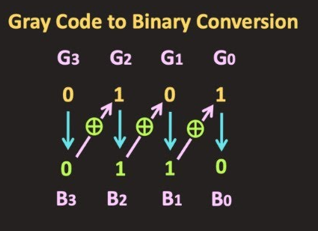 Gray Code to Binary Conversion
G3 G2 G1 G0
0 1 0 1
⊕ ⊕ ⊕
0 1 1 0
B3 B2 B1 B0